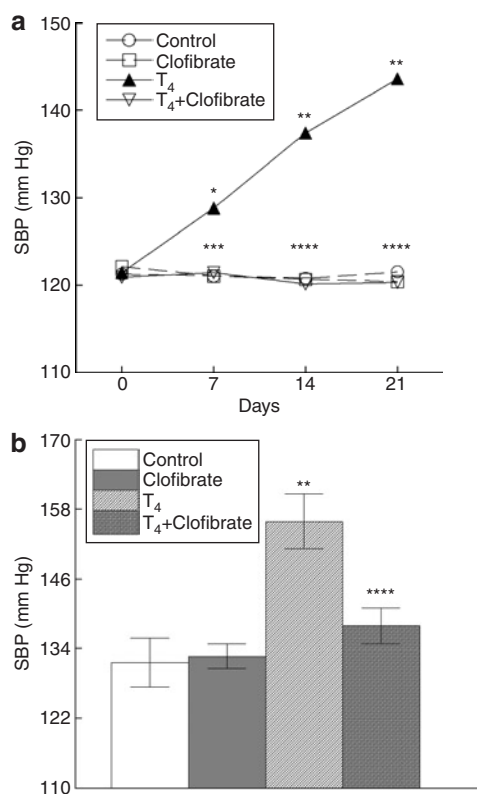 a
150
140
130
120
110
SBP (mm Hg)
Control
Clofibrate
T4
T4+Clofibrate
**
**
*
*** **** ****
0 7 14 21
Days
b
170
158
146
134
122
110
SBP (mm Hg)
Control
Clofibrate
T4
T4+Clofibrate
**
****